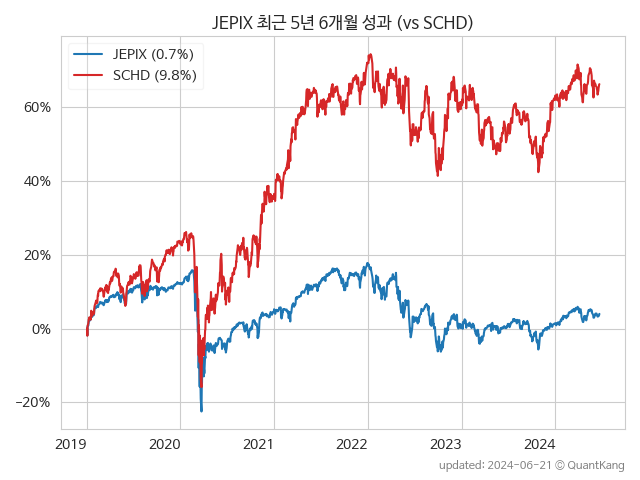 JEPIX 최근 5년 6개월 성과 (vs SCHD)
JEPIX (0.7%)
SCHD (9.8%)
60%
40%
20%
0%
−20%
2019 2020 2021 2022 2023 2024
updated: 2024-06-21 © QuantKang